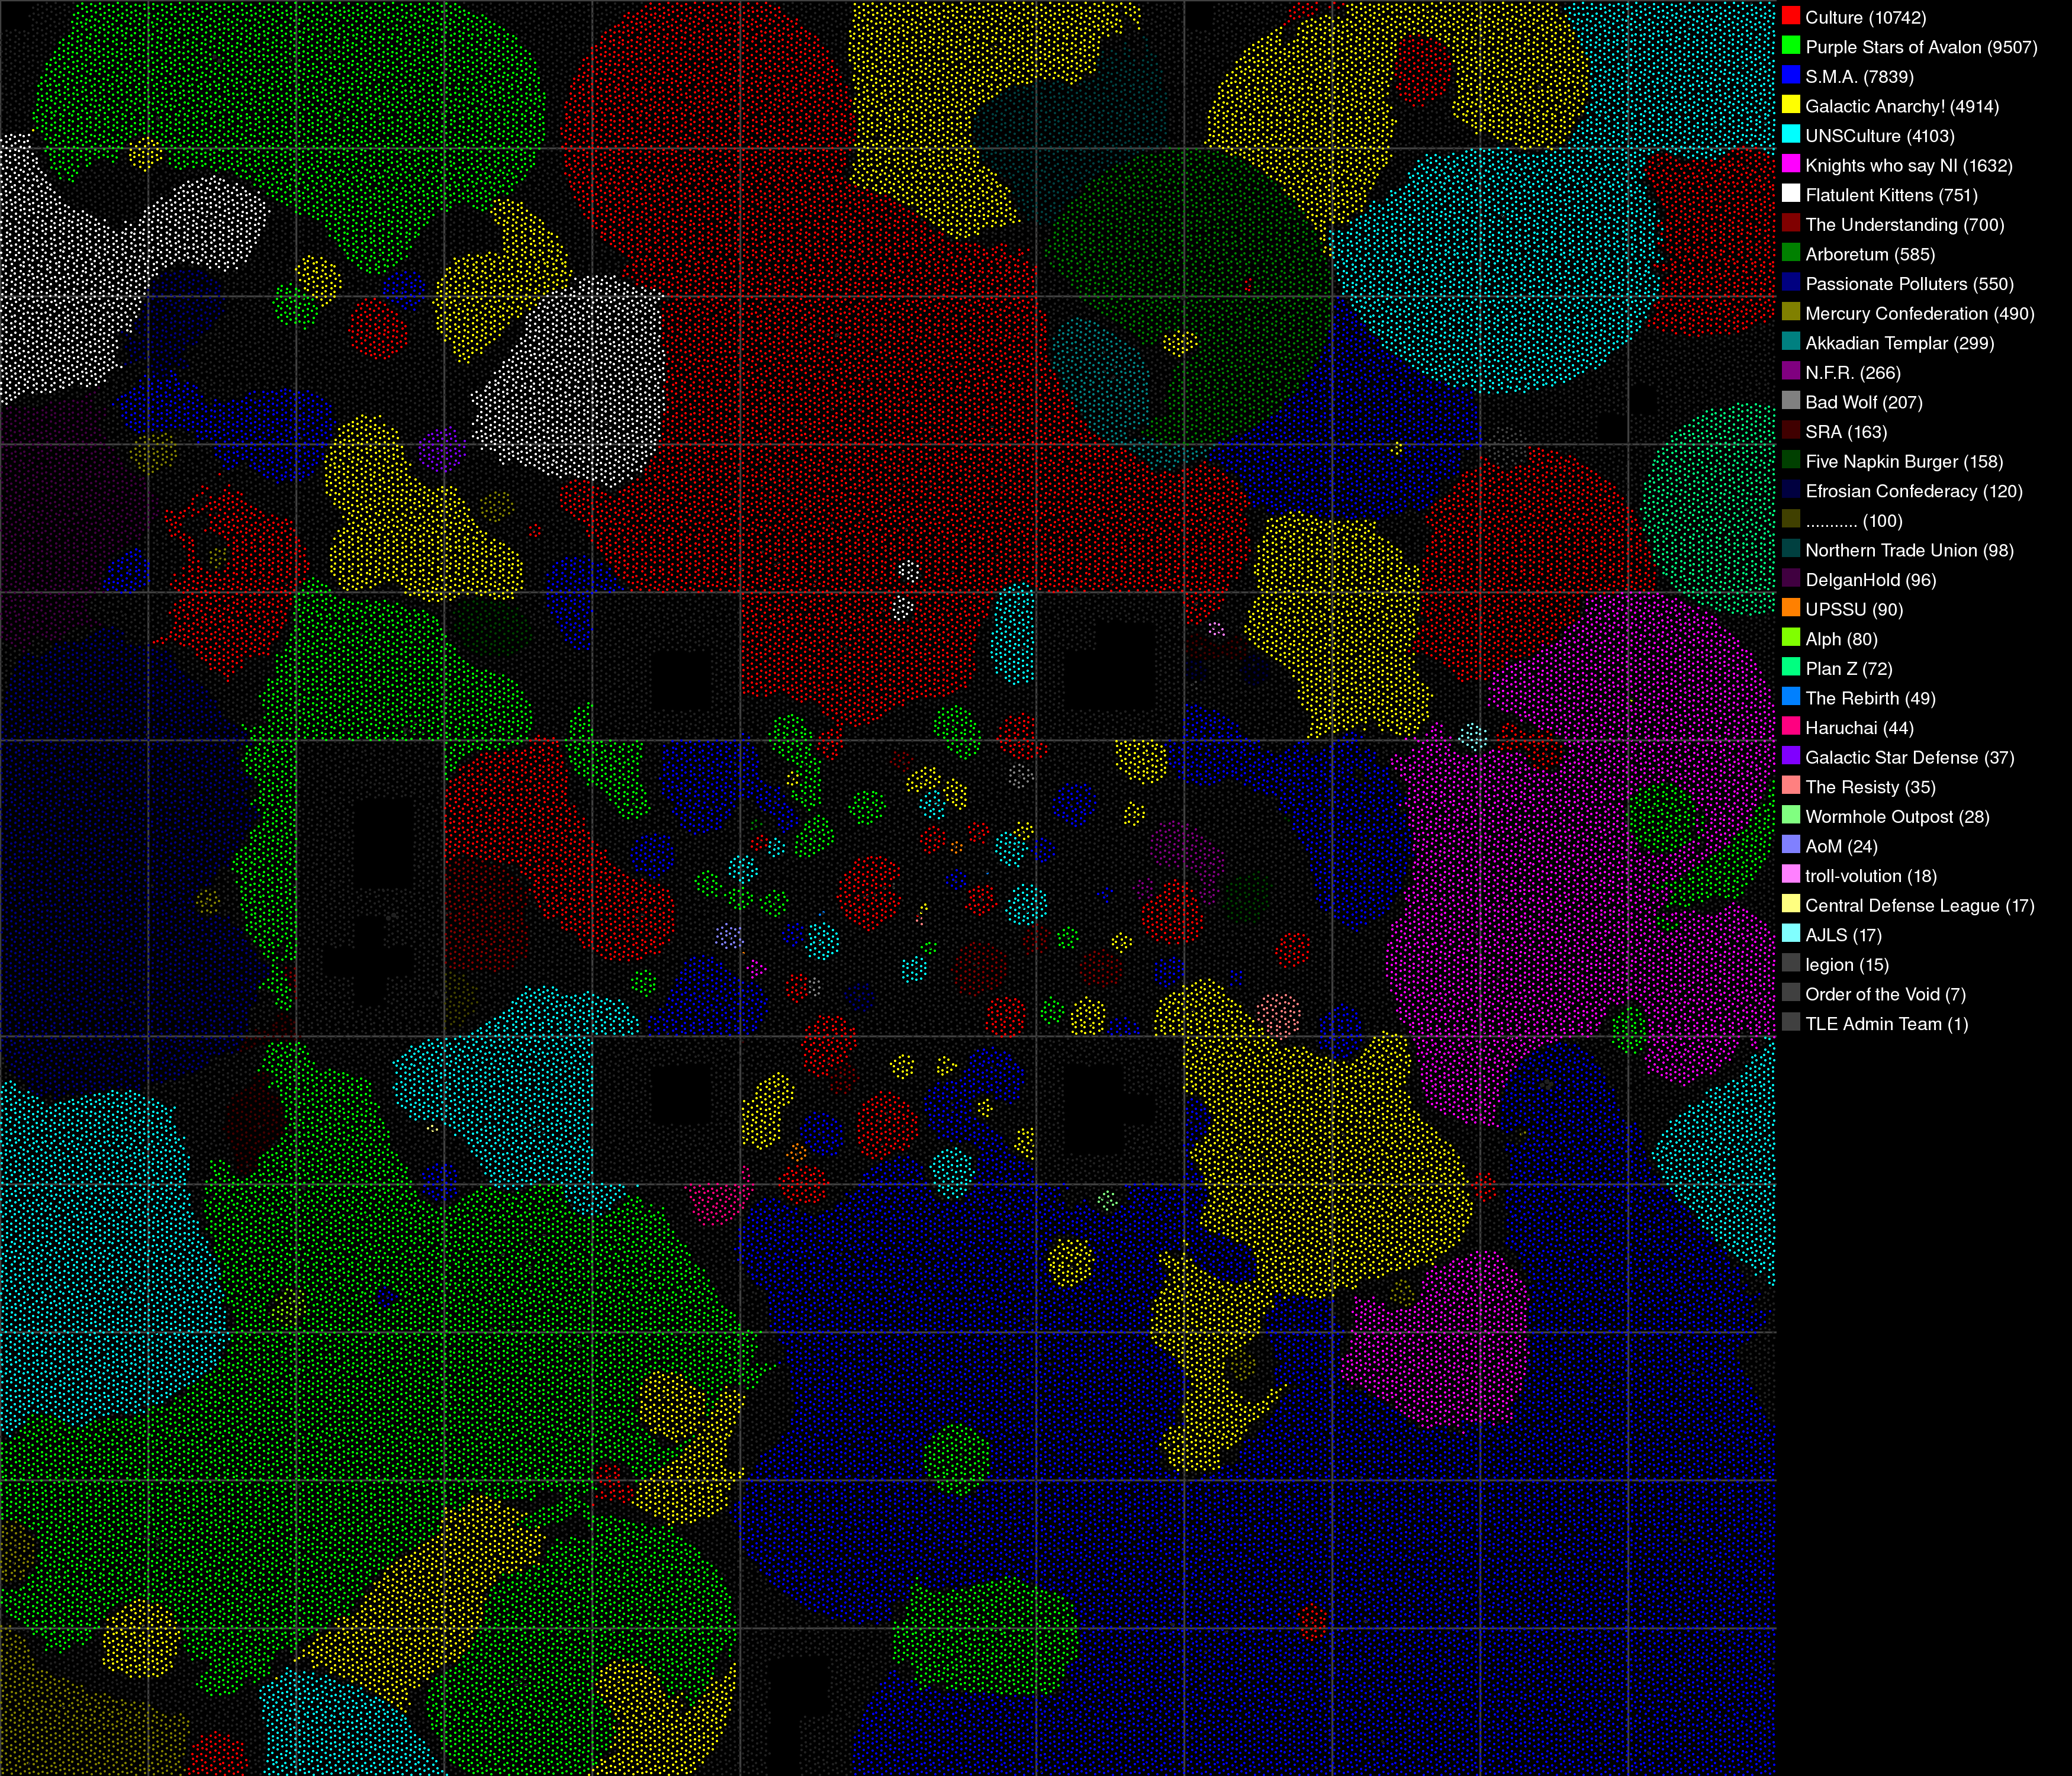 Culture (10742)
Purple Stars of Avalon (9507)
S.M.A. (7839)
Galactic Anarchy! (4914)
UNSCulture (4103)
Knights who say NI (1632)
Flatulent Kittens (751)
The Understanding (700)
Arboretum (585)
Passionate Polluters (550)
Mercury Confederation (490)
Akkadian Templar (299)
N.F.R. (266)
Bad Wolf (207)
SRA (163)
Five Napkin Burger (158)
Efrosian Confederacy (120)
........... (100)
Northern Trade Union (98)
DelganHold (96)
UPSSU (90)
Alph (80)
Plan Z (72)
The Rebirth (49)
Haruchai (44)
Galactic Star Defense (37)
The Resisty (35)
Wormhole Outpost (28)
AoM (24)
troll-volution (18)
Central Defense League (17)
AJLS (17)
legion (15)
Order of the Void (7)
TLE Admin Team (1)